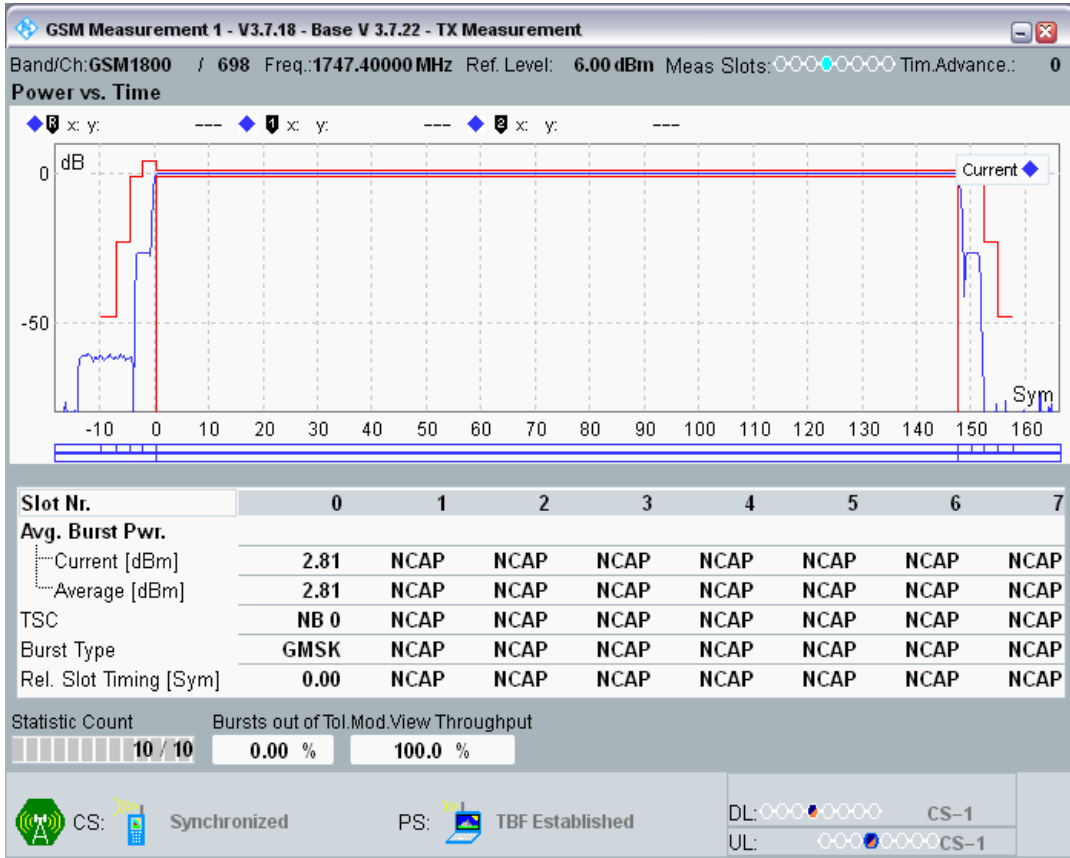 GSM Measurement 1 - V3.7.18 - Base V 3.7.22 - TX Measurement
Band/Ch:GSM1800 / 698 Freq.:1747.40000 MHz Ref. Level: 6.00 dBm Meas Slots: Tim.Advance.: 0
Power vs. Time
R x: y: --- 1 x: y: --- 2 x: y: ---
dB
0
Current
-50
Sym
-10 0 10 20 30 40 50 60 70 80 90 100 110 120 130 140 150 160
Slot Nr. 0 1 2 3 4 5 6 7
Avg. Burst Pwr.
Current [dBm] 2.81 NCAP NCAP NCAP NCAP NCAP NCAP NCAP
Average [dBm] 2.81 NCAP NCAP NCAP NCAP NCAP NCAP NCAP
TSC NB 0 NCAP NCAP NCAP NCAP NCAP NCAP NCAP
Burst Type GMSK NCAP NCAP NCAP NCAP NCAP NCAP NCAP
Rel. Slot Timing [Sym] 0.00 NCAP NCAP NCAP NCAP NCAP NCAP NCAP
Statistic Count Bursts out of Tol.Mod.View Throughput
10 / 10 0.00 % 100.0 %
CS: Synchronized PS: TBF Established
DL: CS-1
UL: CS-1